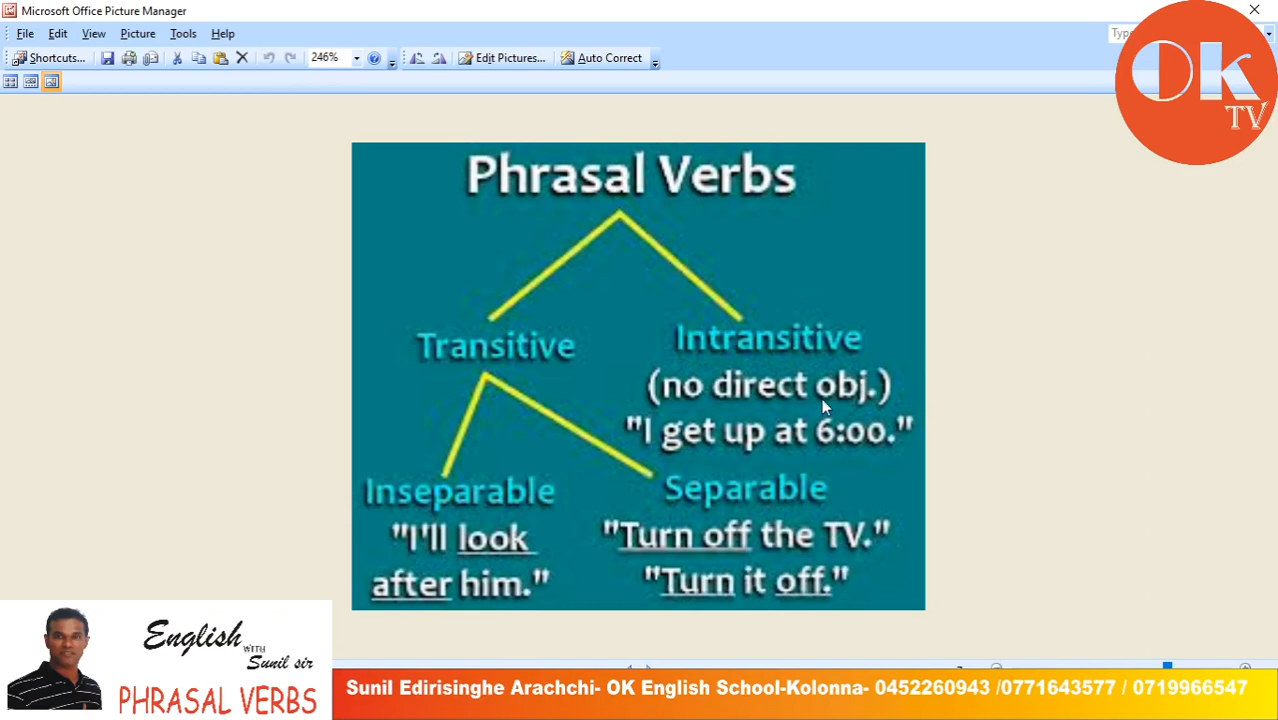 Microsoft Office Picture Manager
File Edit View Picture Tools Help
Shortcuts... 246% Edit Pictures... Auto Correct
OK
TV
Phrasal Verbs
Transitive
Intransitive
(no direct obj.)
"I get up at 6:00."
Inseparable
"I'll look
after him."
Separable
"Turn off the TV."
"Turn it off."
English
WITH
Sunil sir
PHRASAL VERBS
Sunil Edirisinghe Arachchi- OK English School-Kolonna- 0452260943 /0771643577 / 0719966547